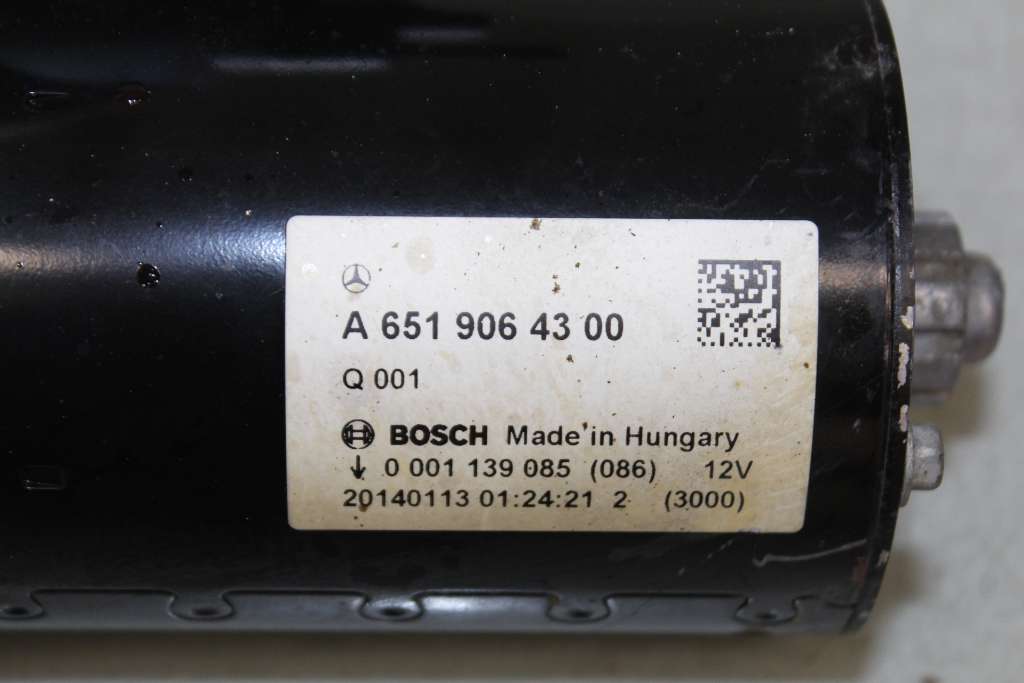 A 651 906 43 00
Q 001
BOSCH Made in Hungary
0 001 139 085 (086) 12V
20140113 01:24:21 2 (3000)